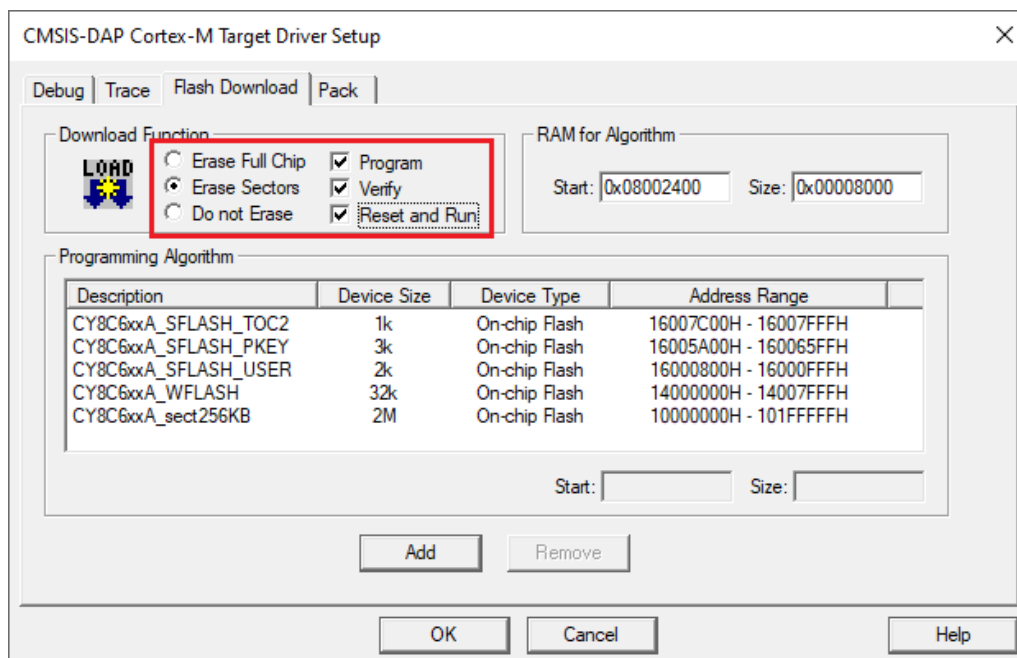 CMSIS-DAP Cortex-M Target Driver Setup
Debug Trace Flash Download Pack
Download Function
LOAD
Erase Full Chip
Erase Sectors
Do not Erase
Program
Verify
Reset and Run
RAM for Algorithm
Start: 0x08002400 Size: 0x00008000
Programming Algorithm
Description Device Size Device Type Address Range
CY8C6xxA_SFLASH_TOC2 1k On-chip Flash 16007C00H - 16007FFFH
CY8C6xxA_SFLASH_PKEY 3k On-chip Flash 16005A00H - 160065FFH
CY8C6xxA_SFLASH_USER 2k On-chip Flash 16000800H - 16000FFFH
CY8C6xxA_WFLASH 32k On-chip Flash 14000000H - 14007FFFH
CY8C6xxA_sect256KB 2M On-chip Flash 10000000H - 101FFFFFH
Start: Size:
Add Remove
OK Cancel Help